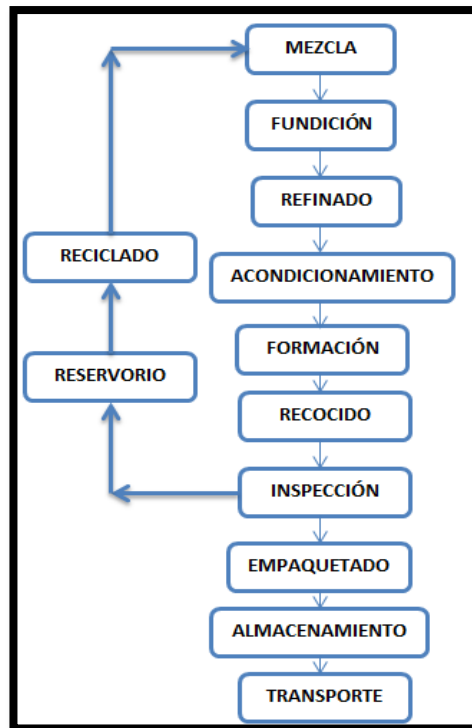 MEZCLA
FUNDICIÓN
REFINADO
RECICLADO
ACONDICIONAMIENTO
FORMACIÓN
RESERVORIO
RECOCIDO
INSPECCIÓN
EMPAQUETADO
ALMACENAMIENTO
TRANSPORTE